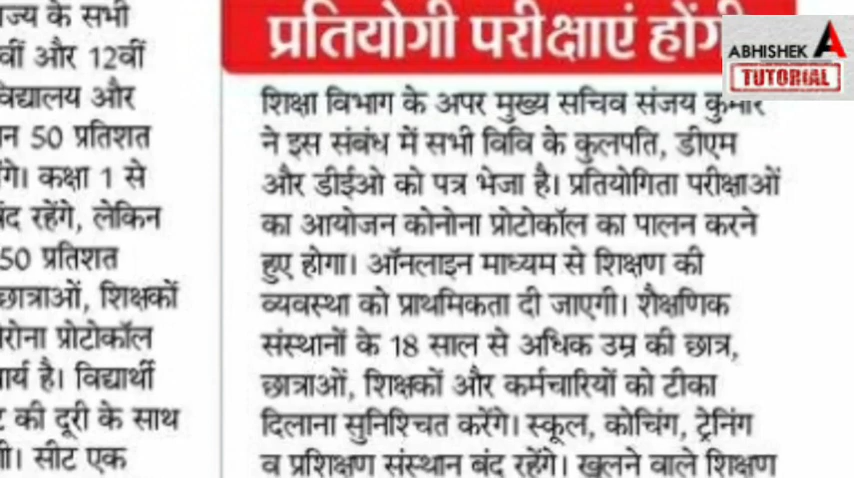 ज्य के सभी
वीं और 12वीं
विद्यालय और
न 50 प्रतिशत
गे। कक्षा 1 से
बंद रहेंगे, लेकिन
50 प्रतिशत
छात्राओं, शिक्षकों
रोना प्रोटोकॉल
ार्य है। विद्यार्थी
ट की दूरी के साथ
गी। सीट एक
प्रतियोगी परीक्षाएं होंगी
शिक्षा विभाग के अपर मुख्य सचिव संजय कुमार
ने इस संबंध में सभी विवि के कुलपति, डीएम
और डीईओ को पत्र भेजा है। प्रतियोगिता परीक्षाओं
का आयोजन कोनोना प्रोटोकॉल का पालन करने
हुए होगा। ऑनलाइन माध्यम से शिक्षण की
व्यवस्था को प्राथमिकता दी जाएगी। शैक्षणिक
संस्थानों के 18 साल से अधिक उम्र की छात्र,
छात्राओं, शिक्षकों और कर्मचारियों को टीका
दिलाना सुनिश्चित करेंगे। स्कूल, कोचिंग, ट्रेनिंग
व प्रशिक्षण संस्थान बंद रहेंगे। खुलने वाले शिक्षण
ABHISHEK A
TUTORIAL